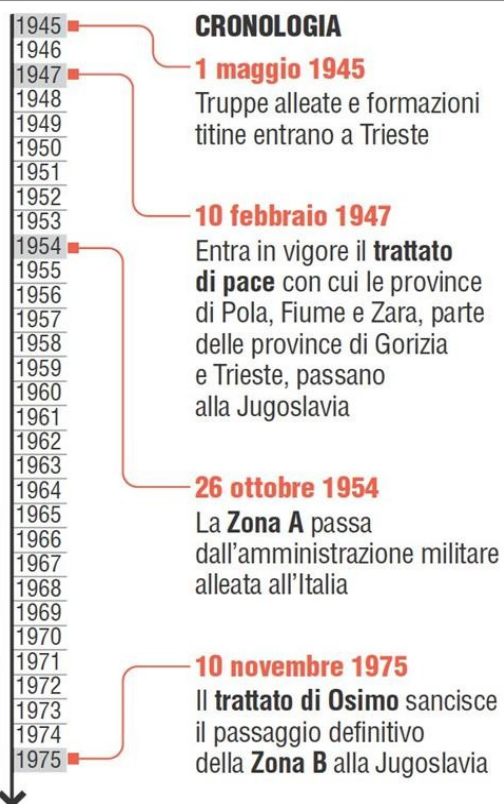 1945
1946
1947
1948
1949
1950
1951
1952
1953
1954
1955
1956
1957
1958
1959
1960
1961
1962
1963
1964
1965
1966
1967
1968
1969
1970
1971
1972
1973
1974
1975
CRONOLOGIA
1 maggio 1945
Truppe alleate e formazioni
titine entrano a Trieste
10 febbraio 1947
Entra in vigore il trattato
di pace con cui le province
di Pola, Fiume e Zara, parte
delle province di Gorizia
e Trieste, passano
alla Jugoslavia
26 ottobre 1954
La Zona A passa
dall'amministrazione militare
alleata all'Italia
10 novembre 1975
Il trattato di Osimo sancisce
il passaggio definitivo
della Zona B alla Jugoslavia